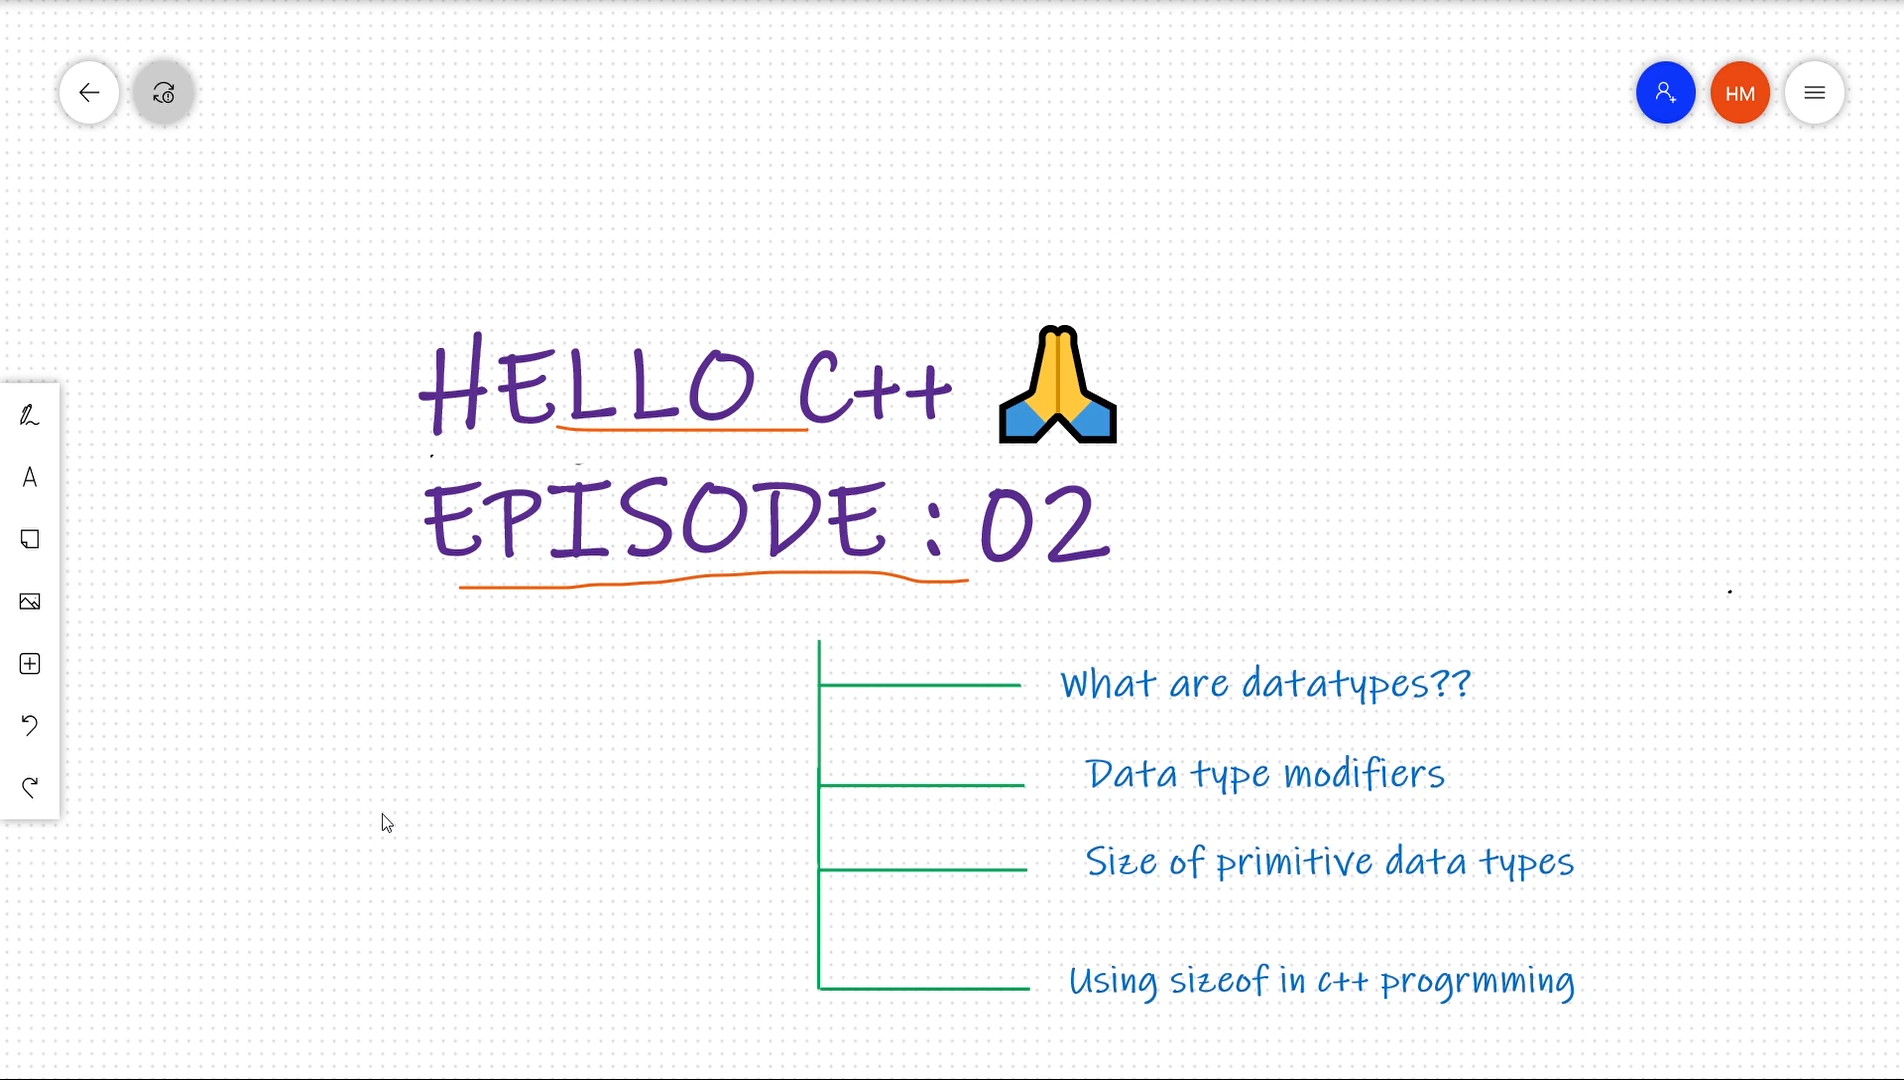 HM
HELLO C++
EPISODE : 02
What are datatypes??
Data type modifiers
Size of primitive data types
Using sizeof in c++ progrmming